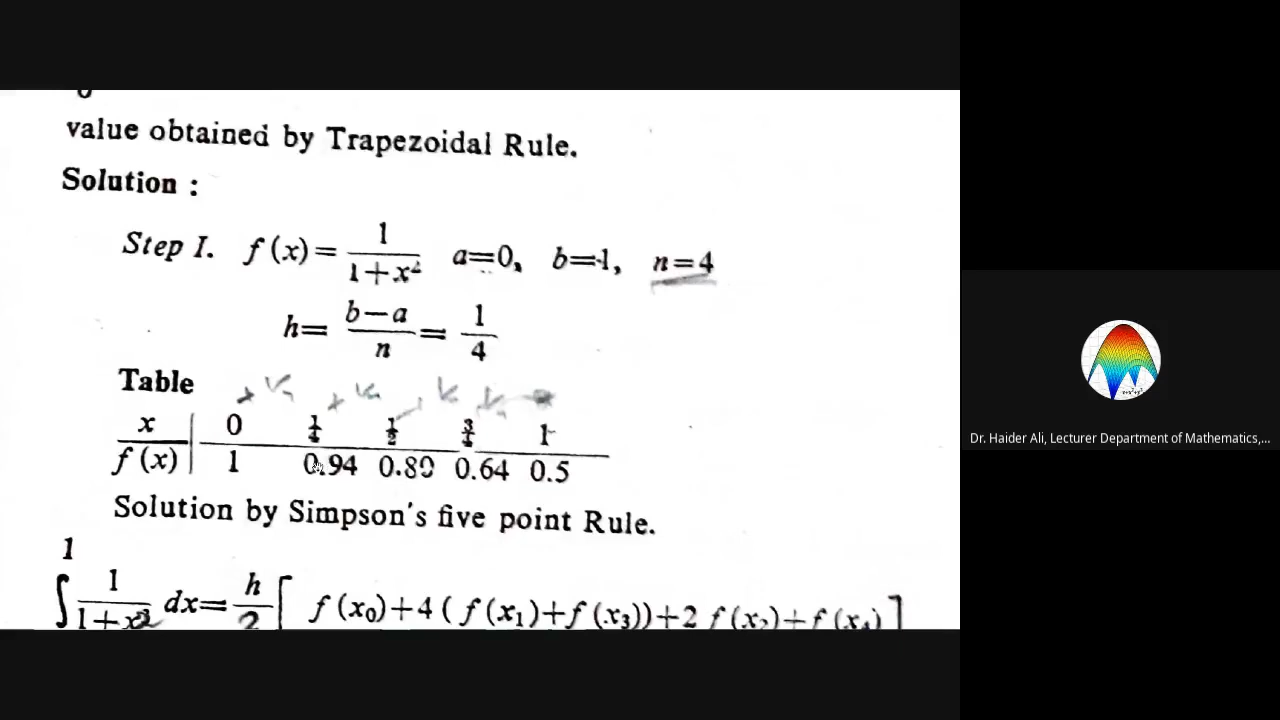 value obtained by Trapezoidal Rule.
Solution :
Step I. f (x) = 1/1+x² a=0, b=1, n=4
h= b−a/n = 1/4
Table
x 0 1/4 1/2 3/4 1
f (x) 1 0.94 0.80 0.64 0.5
Solution by Simpson's five point Rule.
∫ 1 1/1+x² dx= h/2 [ f (x₀)+4 ( f (x₁)+f (x₃))+2 f (x₂)+f (x₄) ]
Dr. Haider Ali, Lecturer Department of Mathematics,...